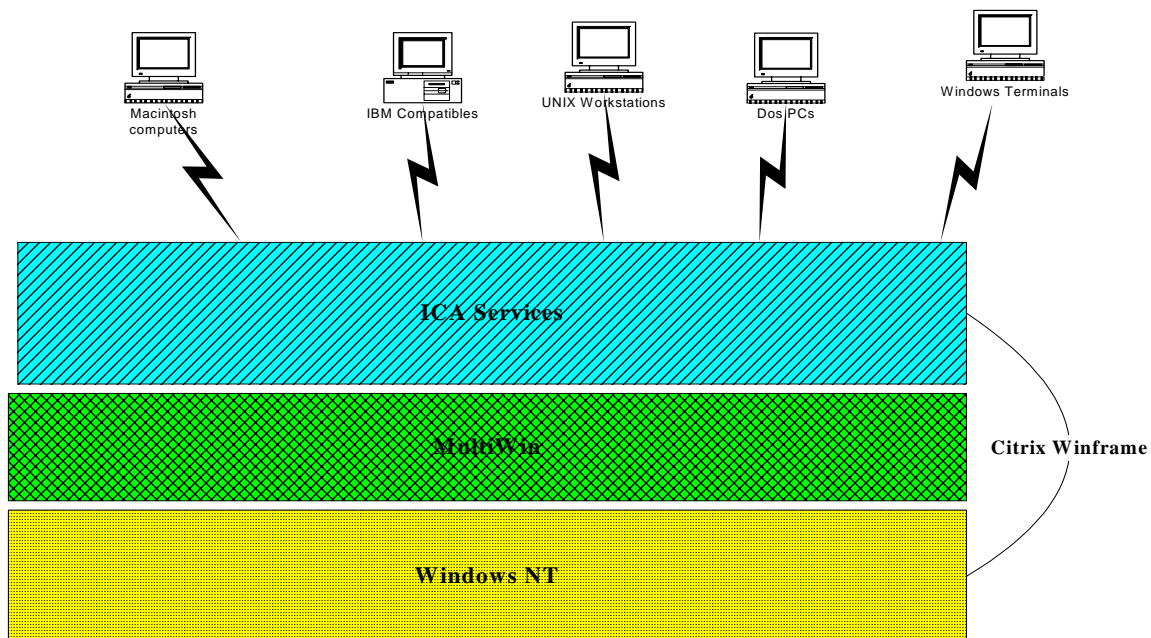 Macintosh
computers
IBM Compatibles
UNIX Workstations
Dos PCs
Windows Terminals
ICA Services
MultiWin
Citrix Winframe
Windows NT